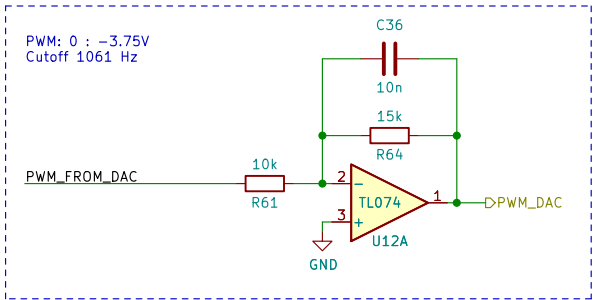 PWM: 0 : -3.75V
Cutoff 1061 Hz
C36
10n
15k
R64
10k
PWM_FROM_DAC
R61
2
-
TL074
1
PWM_DAC
3
+
U12A
GND